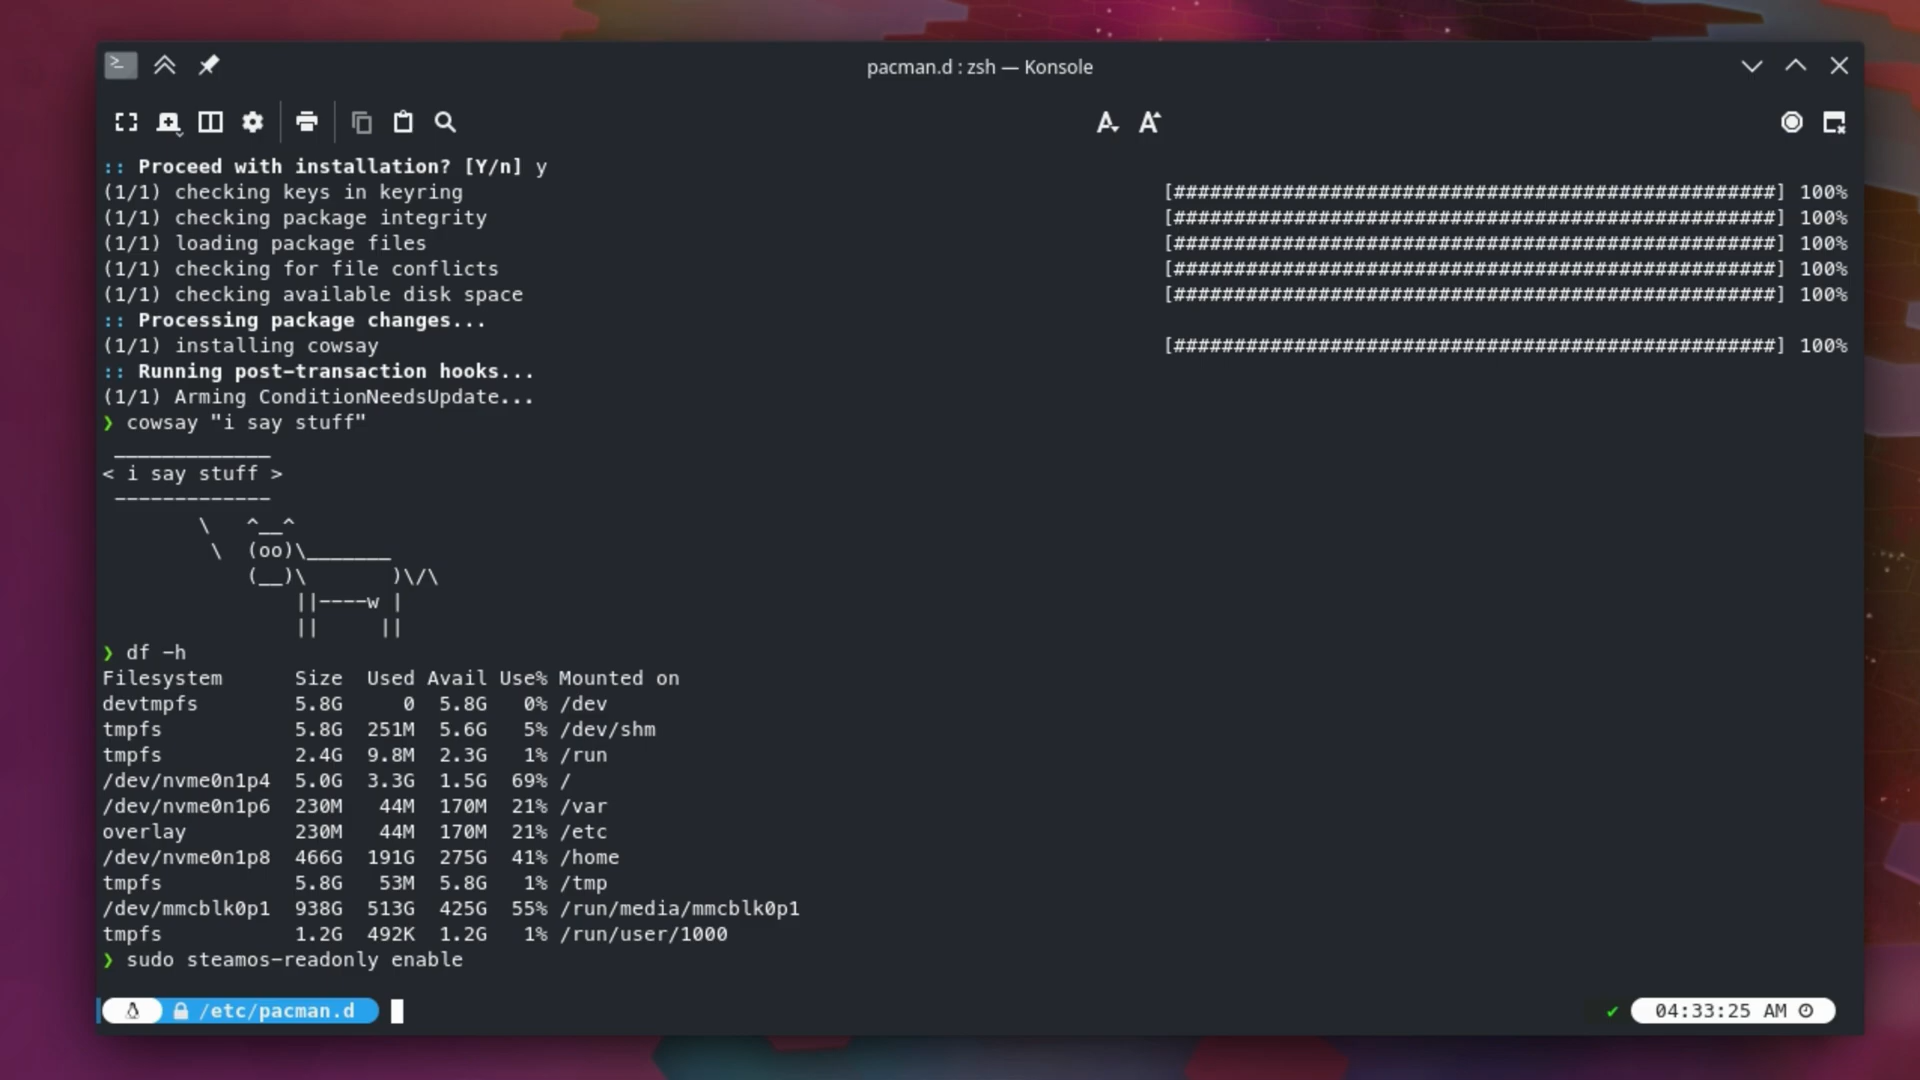 pacman.d : zsh — Konsole
:: Proceed with installation? [Y/n] y
(1/1) checking keys in keyring [##################################################] 100%
(1/1) checking package integrity [##################################################] 100%
(1/1) loading package files [##################################################] 100%
(1/1) checking for file conflicts [##################################################] 100%
(1/1) checking available disk space [##################################################] 100%
:: Processing package changes...
(1/1) installing cowsay [##################################################] 100%
:: Running post-transaction hooks...
(1/1) Arming ConditionNeedsUpdate...
❯ cowsay "i say stuff"
 _____________
< i say stuff >
 -------------
        \   ^__^
         \  (oo)\_______
            (__)\       )\/\
                ||----w |
                ||     ||
❯ df -h
Filesystem      Size  Used Avail Use% Mounted on
devtmpfs        5.8G     0  5.8G   0% /dev
tmpfs           5.8G  251M  5.6G   5% /dev/shm
tmpfs           2.4G  9.8M  2.3G   1% /run
/dev/nvme0n1p4  5.0G  3.3G  1.5G  69% /
/dev/nvme0n1p6  230M   44M  170M  21% /var
overlay         230M   44M  170M  21% /etc
/dev/nvme0n1p8  466G  191G  275G  41% /home
tmpfs           5.8G   53M  5.8G   1% /tmp
/dev/mmcblk0p1  938G  513G  425G  55% /run/media/mmcblk0p1
tmpfs           1.2G  492K  1.2G   1% /run/user/1000
❯ sudo steamos-readonly enable
/etc/pacman.d ✔ 04:33:25 AM